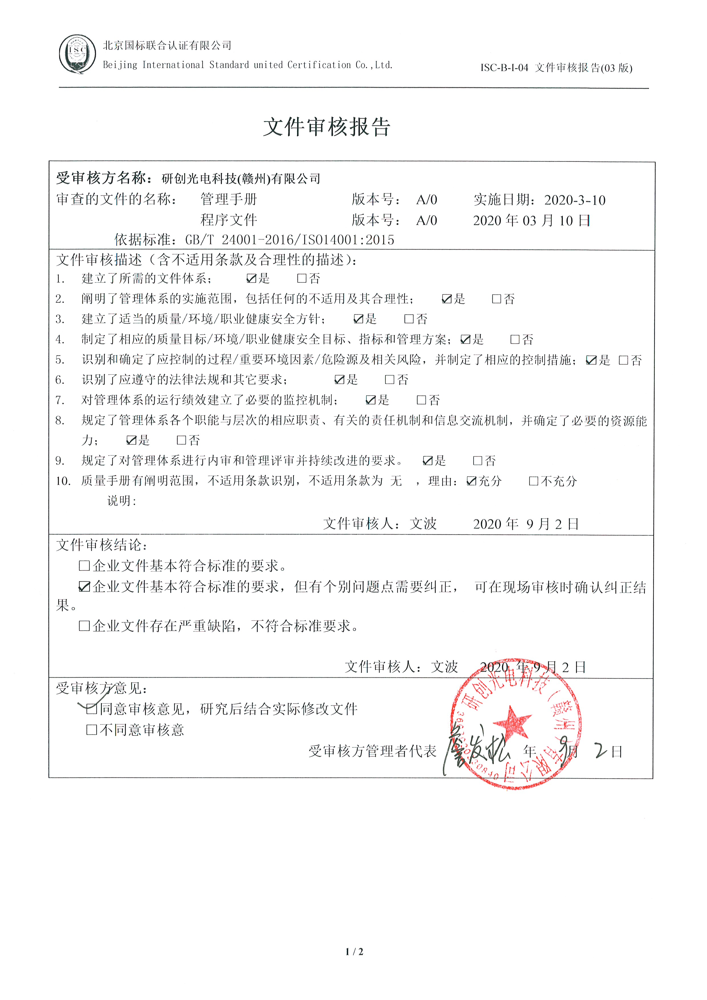 ISC
北京国标联合认证有限公司
Beijing International Standard united Certification Co.,Ltd.
ISC-B-I-04 文件审核报告(03 版)
文件审核报告
受审核方名称：研创光电科技(赣州)有限公司
审查的文件的名称： 管理手册 版本号： A/0 实施日期：2020-3-10
程序文件 版本号： A/0 2020 年 03 月 10 日
依据标准：GB/T 24001-2016/ISO14001:2015
文件审核描述（含不适用条款及合理性的描述）：
1. 建立了所需的文件体系； ☑是 □否
2. 阐明了管理体系的实施范围，包括任何的不适用及其合理性； ☑是 □否
3. 建立了适当的质量/环境/职业健康安全方针； ☑是 □否
4. 制定了相应的质量目标/环境/职业健康安全目标、指标和管理方案；☑是 □否
5. 识别和确定了应控制的过程/重要环境因素/危险源及相关风险，并制定了相应的控制措施；☑是 □否
6. 识别了应遵守的法律法规和其它要求； ☑是 □否
7. 对管理体系的运行绩效建立了必要的监控机制； ☑是 □否
8. 规定了管理体系各个职能与层次的相应职责、有关的责任机制和信息交流机制，并确定了必要的资源能
力； ☑是 □否
9. 规定了对管理体系进行内审和管理评审并持续改进的要求。 ☑是 □否
10. 质量手册有阐明范围，不适用条款识别，不适用条款为 无 ，理由：☑充分 □不充分
说明：
文件审核人：文波 2020 年 9 月 2 日
文件审核结论：
□企业文件基本符合标准的要求。
☑企业文件基本符合标准的要求，但有个别问题点需要纠正， 可在现场审核时确认纠正结
果。
□企业文件存在严重缺陷，不符合标准要求。
文件审核人：文波 2020 年 9 月 2 日
受审核方意见：
☑同意审核意见，研究后结合实际修改文件
□不同意审核意
受审核方管理者代表 詹发松 年 9月 2日
研创光电科技（赣州）有限公司
1 / 2